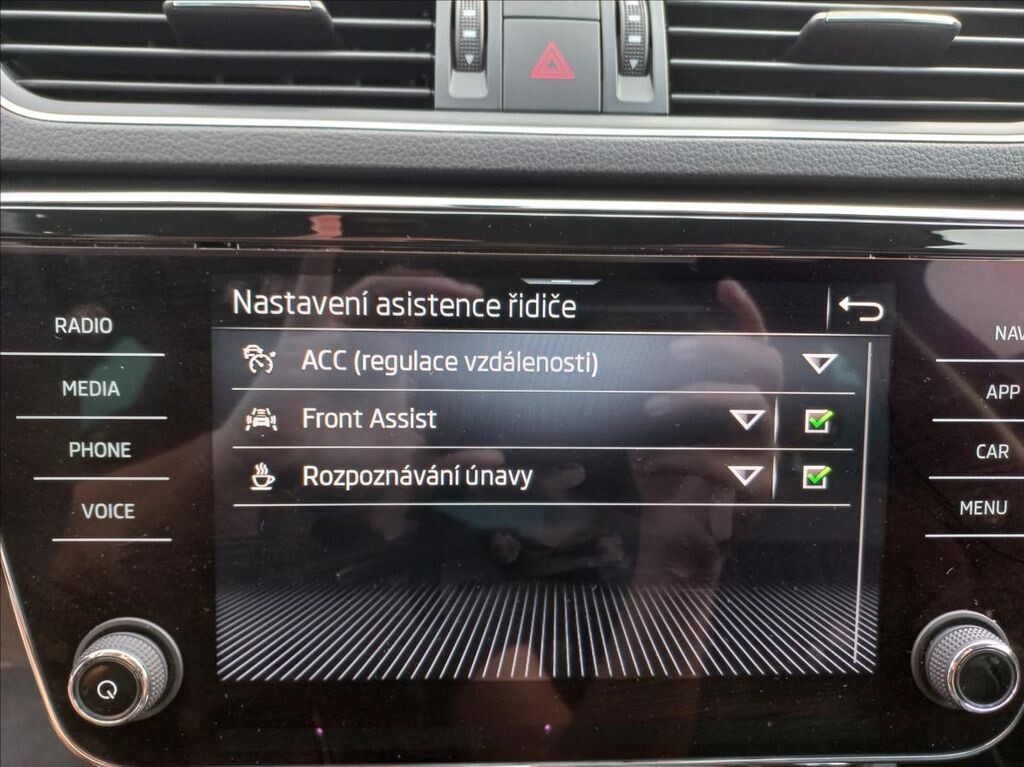 Nastavení asistence řidiče
RADIO
ACC (regulace vzdálenosti)
MEDIA
APP
Front Assist
PHONE
CAR
Rozpoznávání únavy
VOICE
MENU